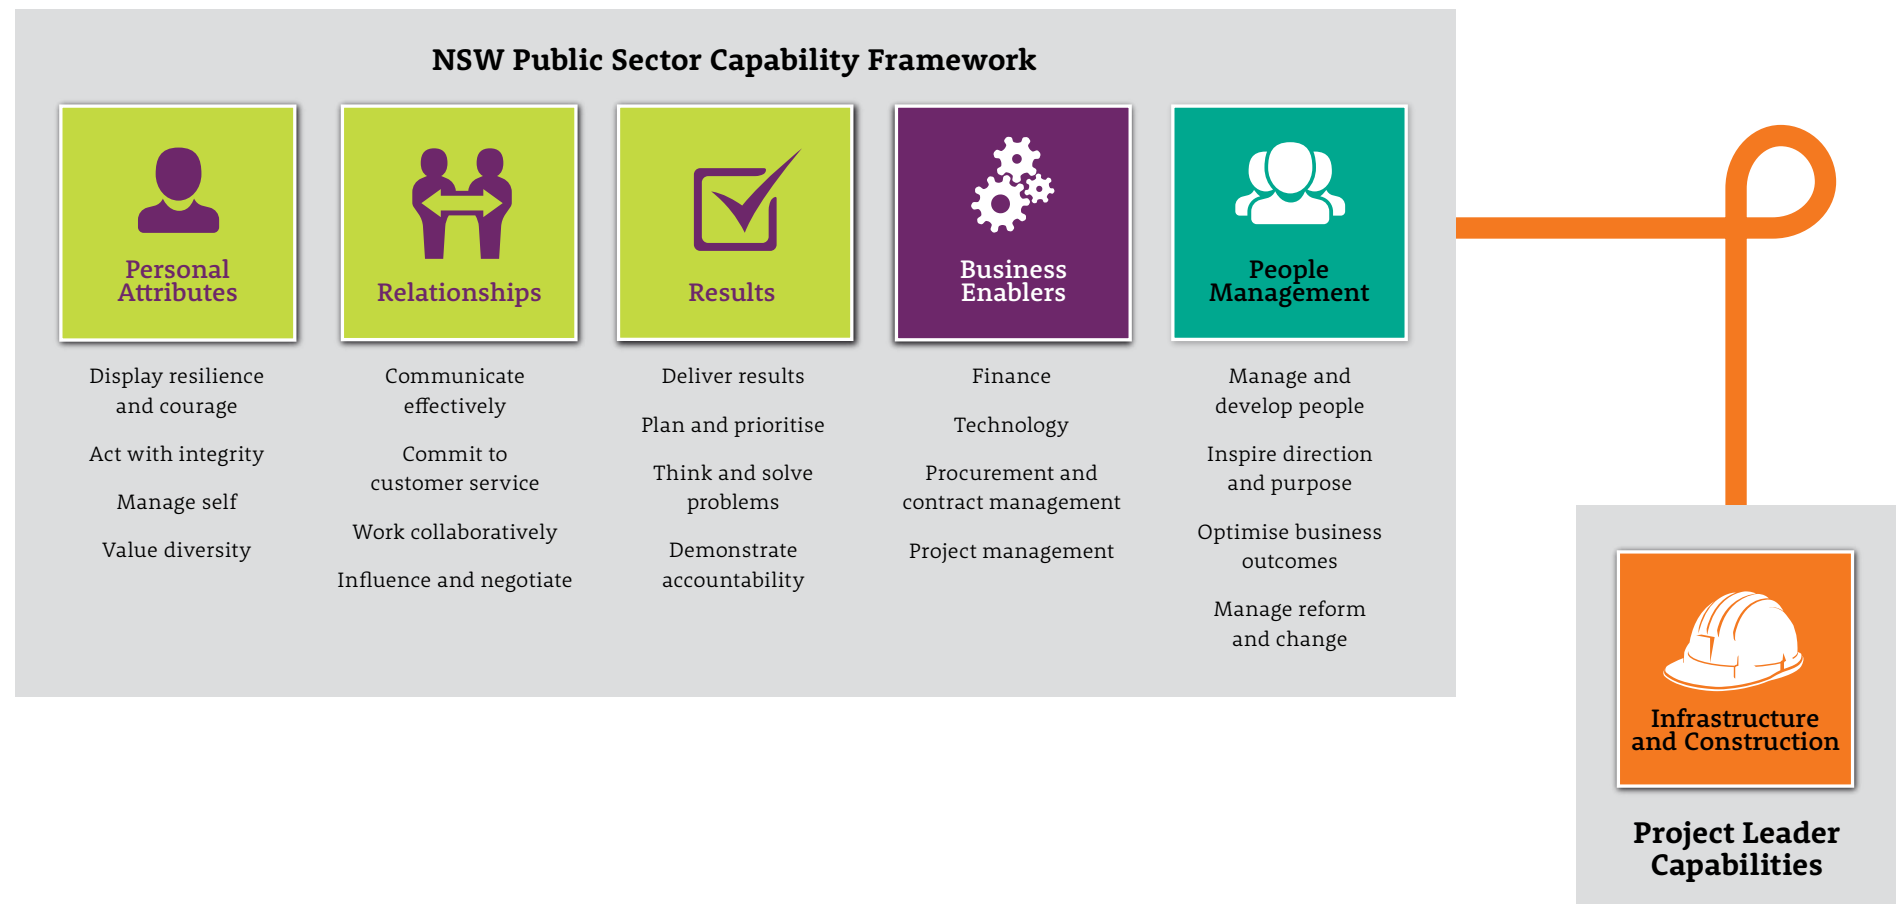 NSW Public Sector Capability Framework
Personal
Attributes
Display resilience
and courage
Act with integrity
Manage self
Value diversity
Relationships
Communicate
effectively
Commit to
customer service
Work collaboratively
Influence and negotiate
Results
Deliver results
Plan and prioritise
Think and solve
problems
Demonstrate
accountability
Business
Enablers
Finance
Technology
Procurement and
contract management
Project management
People
Management
Manage and
develop people
Inspire direction
and purpose
Optimise business
outcomes
Manage reform
and change
Infrastructure
and Construction
Project Leader
Capabilities